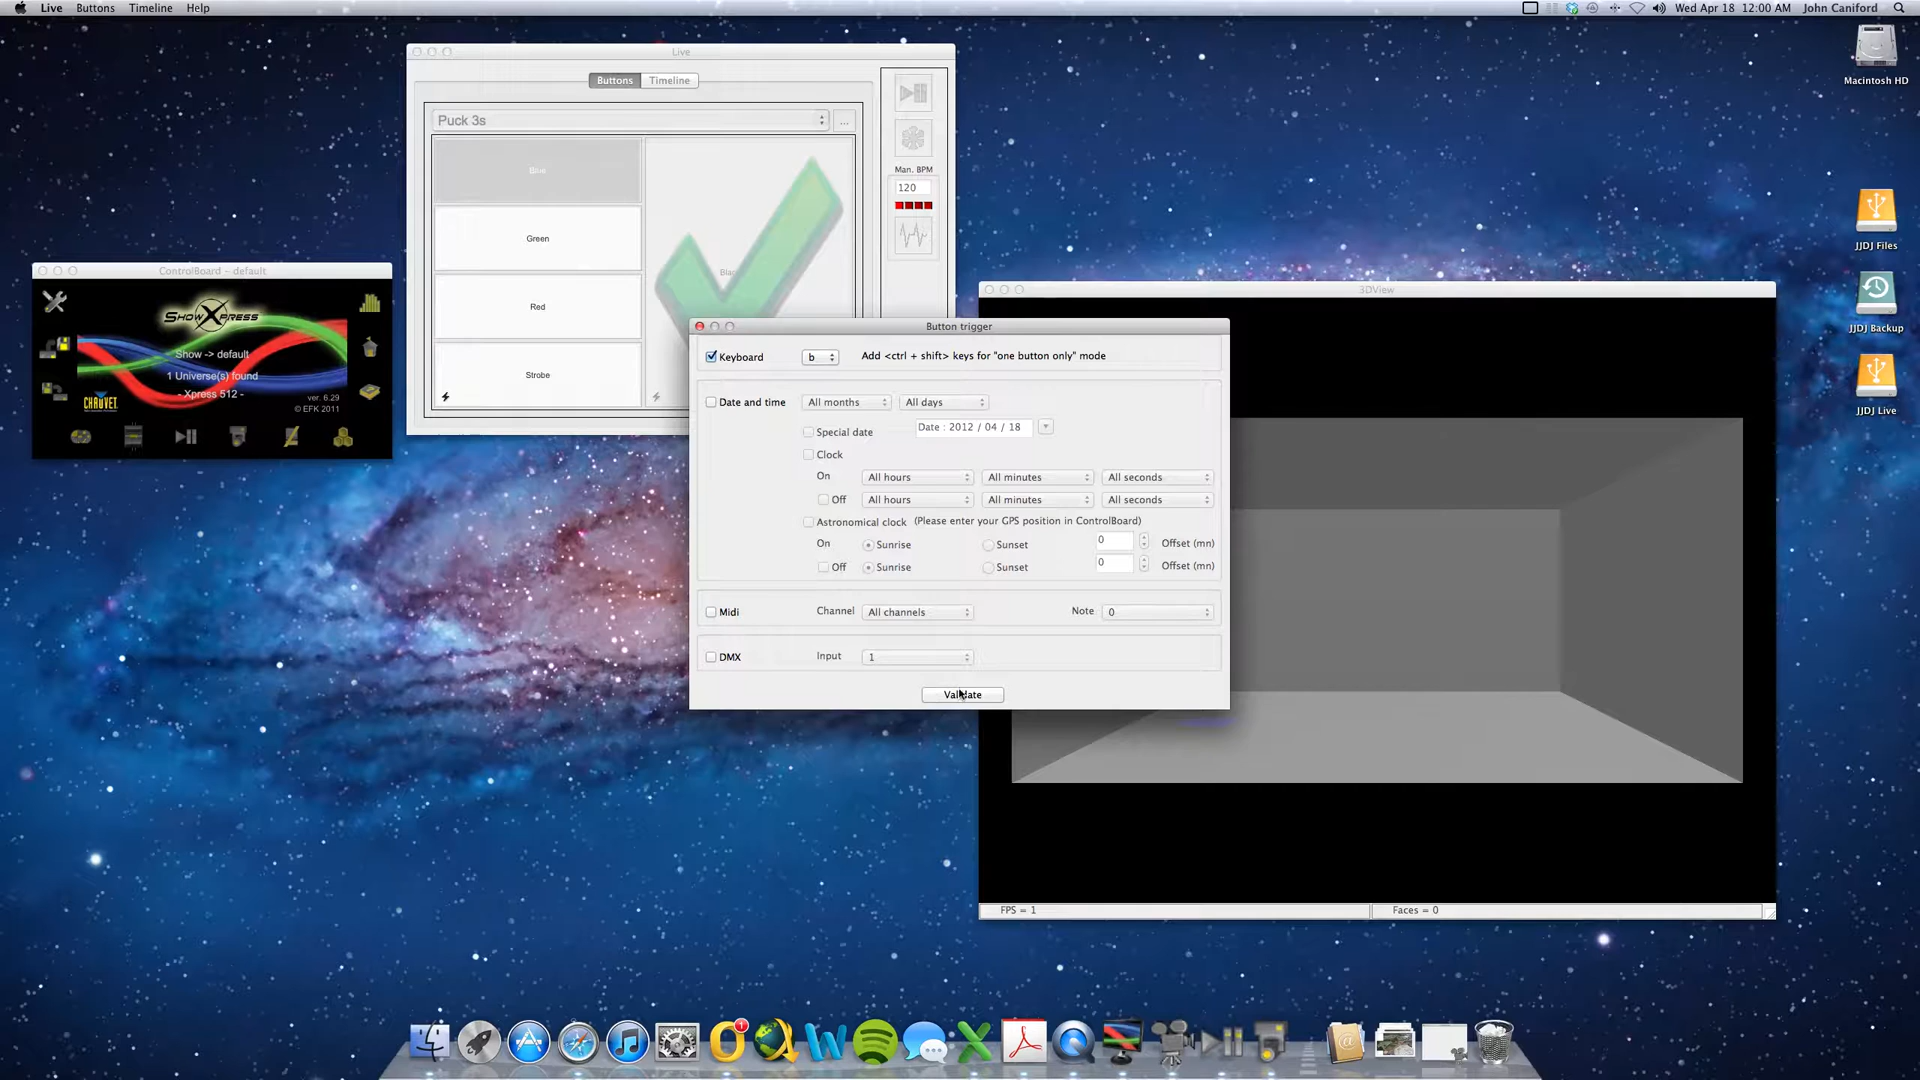 Live Buttons Timeline Help
Wed Apr 18 12:00 AM John Caniford
Macintosh HD
JJDJ Files
JJDJ Backup
JJDJ Live
Live
Buttons Timeline
Puck 3s ...
Blue
Green
Red
Strobe
Man. BPM
120
ControlBoard - default
SHOWXPRESS
Show -> default
1 Universe(s) found
- Xpress 512 -
CHAUVET
ver. 6.29
© EFK 2011
3DView
FPS = 1
Faces = 0
Button trigger
Keyboard b Add <ctrl + shift> keys for "one button only" mode
Date and time All months All days
Special date Date : 2012 / 04 / 18
Clock
On All hours All minutes All seconds
Off All hours All minutes All seconds
Astronomical clock (Please enter your GPS position in ControlBoard)
On Sunrise Sunset 0 Offset (mn)
Off Sunrise Sunset 0 Offset (mn)
Midi Channel All channels Note 0
DMX Input 1
Validate
1